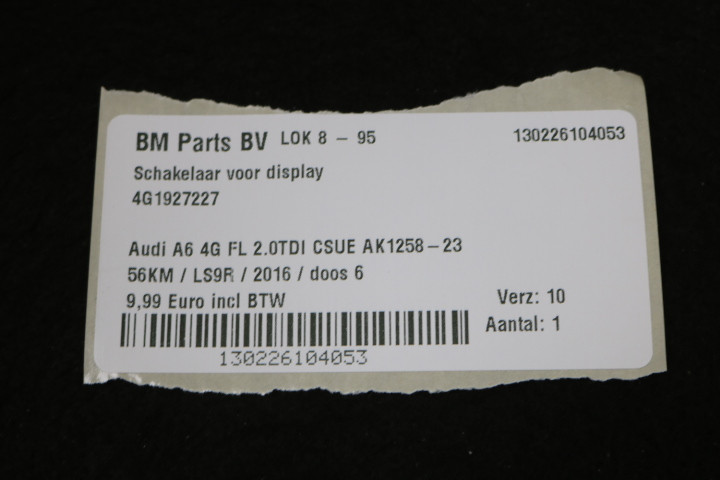 BM Parts BV LOK 8 - 95 130226104053
Schakelaar voor display
4G1927227
Audi A6 4G FL 2.0TDI CSUE AK1258-23
56KM / LS9R / 2016 / doos 6
9,99 Euro incl BTW Verz: 10
Aantal: 1
130226104053